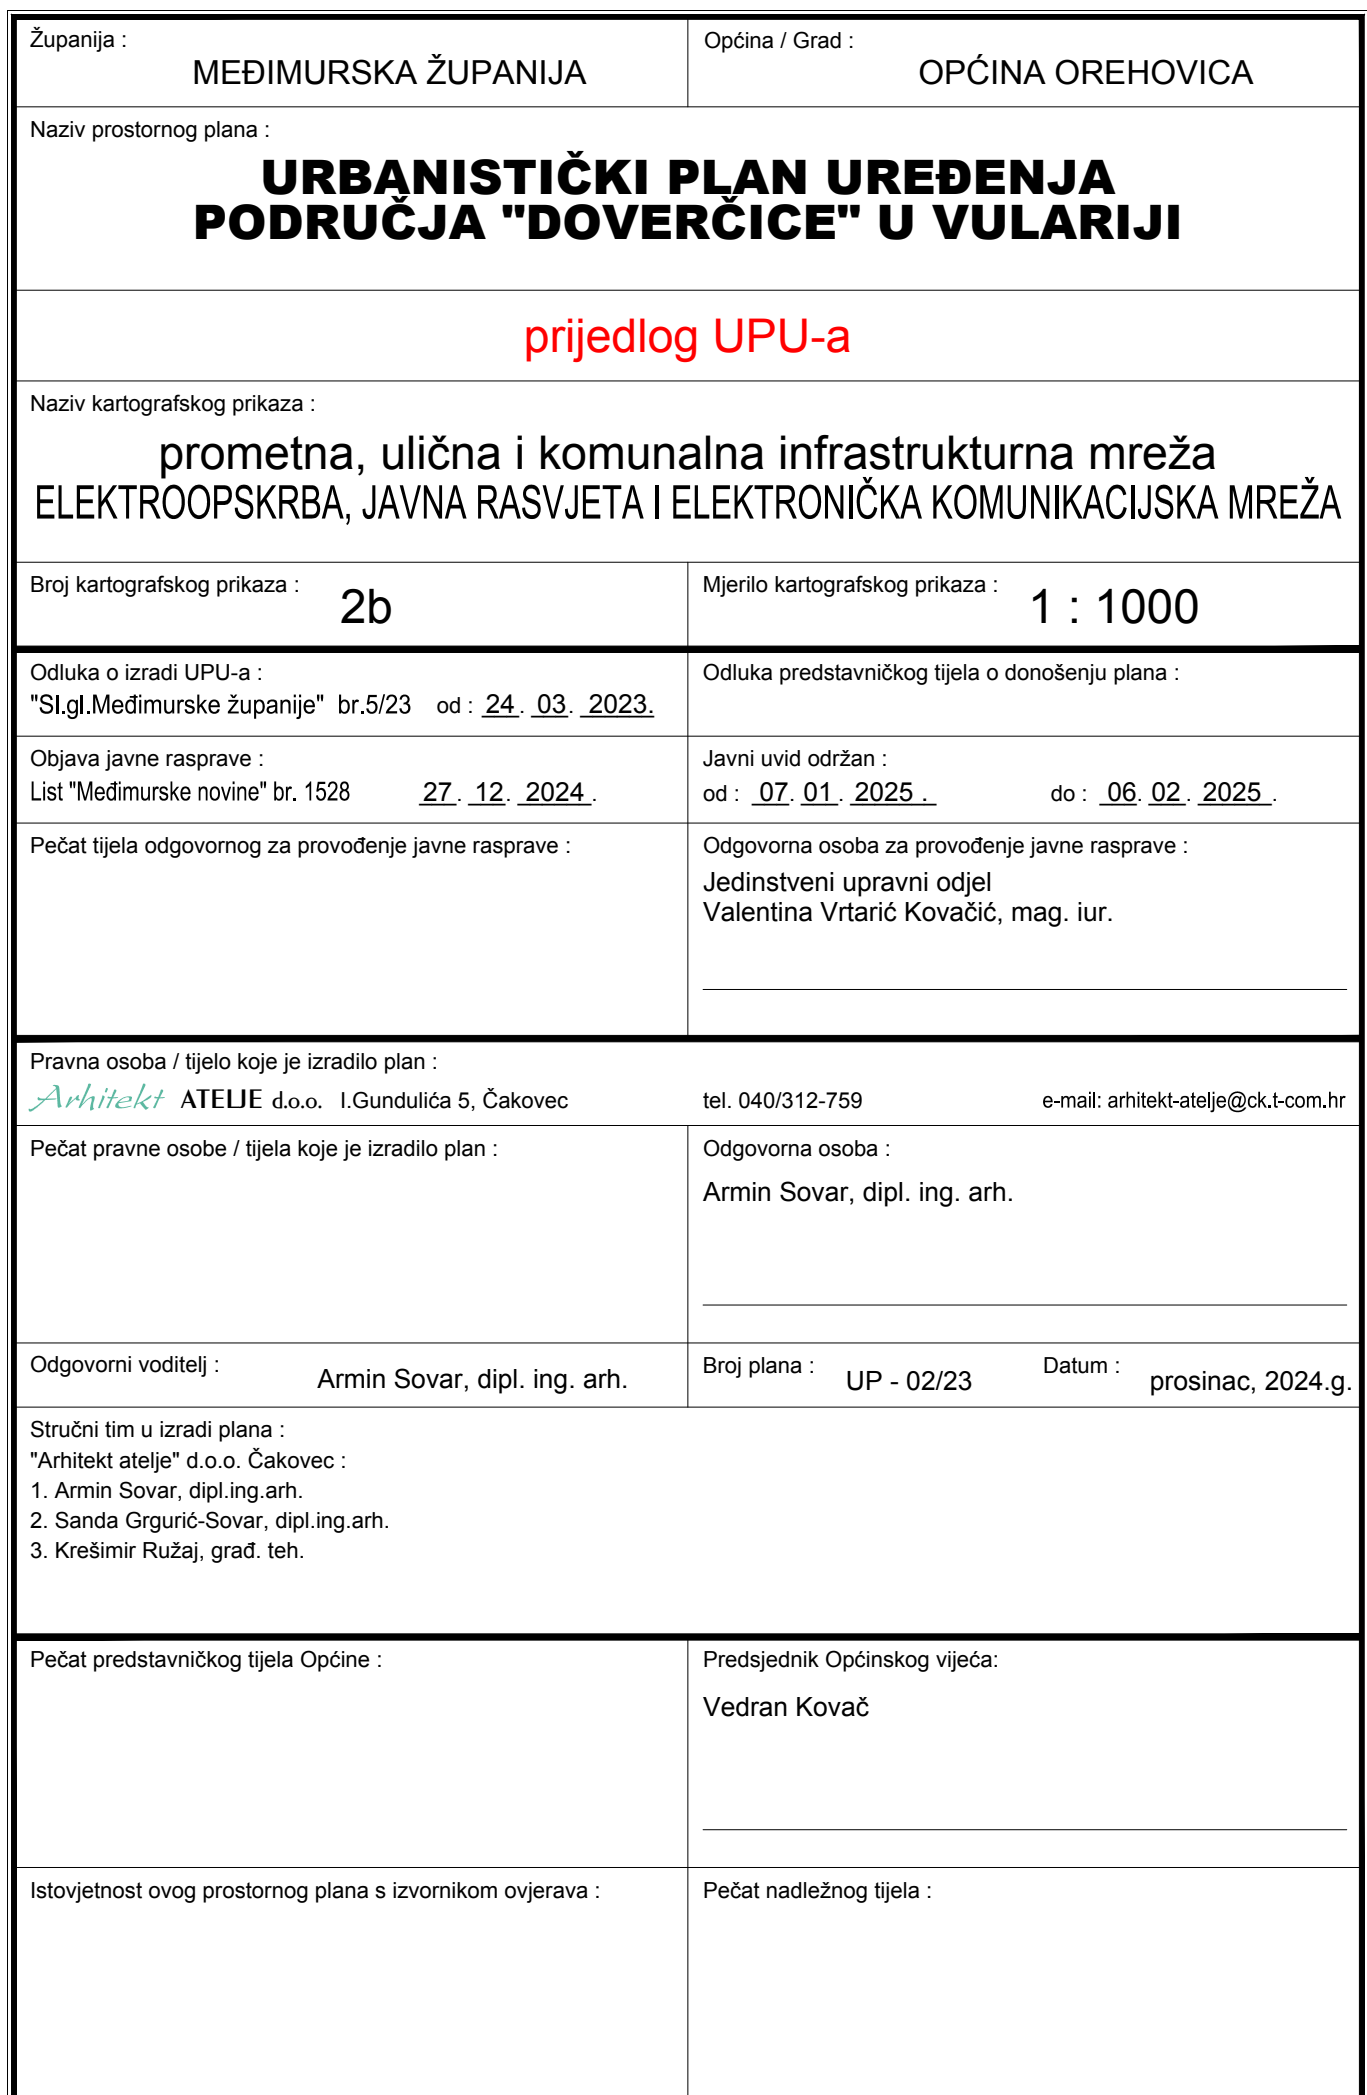 Županija :
MEĐIMURSKA ŽUPANIJA
Općina / Grad :
OPĆINA OREHOVICA
Naziv prostornog plana :
URBANISTIČKI PLAN UREĐENJA
PODRUČJA "DOVERČICE" U VULARIJI
prijedlog UPU-a
Naziv kartografskog prikaza :
prometna, ulična i komunalna infrastrukturna mreža
ELEKTROOPSKRBA, JAVNA RASVJETA I ELEKTRONIČKA KOMUNIKACIJSKA MREŽA
Broj kartografskog prikaza : 2b
Mjerilo kartografskog prikaza : 1 : 1000
Odluka o izradi UPU-a :
"Sl.gl.Međimurske županije" br.5/23 od : 24. 03. 2023.
Odluka predstavničkog tijela o donošenju plana :
Objava javne rasprave :
List "Međimurske novine" br. 1528 27. 12. 2024.
Javni uvid održan :
od : 07. 01. 2025 . do : 06. 02. 2025 .
Pečat tijela odgovornog za provođenje javne rasprave :
Odgovorna osoba za provođenje javne rasprave :
Jedinstveni upravni odjel
Valentina Vrtarić Kovačić, mag. iur.
Pravna osoba / tijelo koje je izradilo plan :
Arhitekt ATELJE d.o.o. I.Gundulića 5, Čakovec tel. 040/312-759 e-mail: arhitekt-atelje@ck.t-com.hr
Pečat pravne osobe / tijela koje je izradilo plan :
Odgovorna osoba :
Armin Sovar, dipl. ing. arh.
Odgovorni voditelj : Armin Sovar, dipl. ing. arh.
Broj plana : UP - 02/23 Datum : prosinac, 2024.g.
Stručni tim u izradi plana :
"Arhitekt atelje" d.o.o. Čakovec :
1. Armin Sovar, dipl.ing.arh.
2. Sanda Grgurić-Sovar, dipl.ing.arh.
3. Krešimir Ružaj, građ. teh.
Pečat predstavničkog tijela Općine :
Predsjednik Općinskog vijeća:
Vedran Kovač
Istovjetnost ovog prostornog plana s izvornikom ovjerava :
Pečat nadležnog tijela :